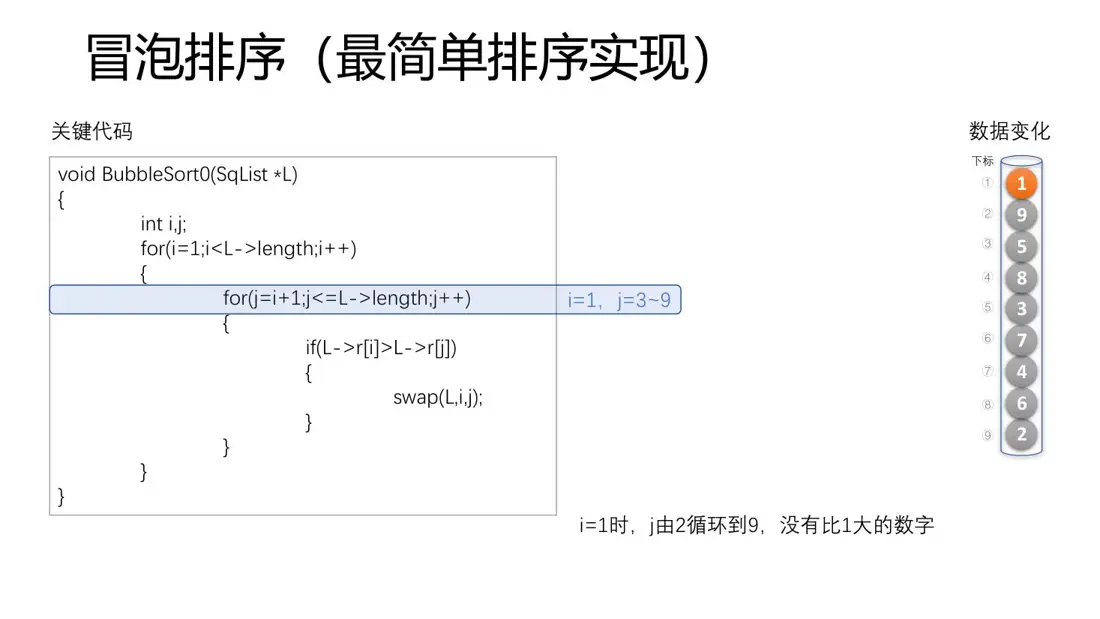 冒泡排序（最简单排序实现）
关键代码
void BubbleSort0(SqList *L)
{
int i,j;
for(i=1;i<L->length;i++)
{
for(j=i+1;j<=L->length;j++)
i=1，j=3~9
{
if(L->r[i]>L->r[j])
{
swap(L,i,j);
}
}
}
}
数据变化
下标
① 1
② 9
③ 5
④ 8
⑤ 3
⑥ 7
⑦ 4
⑧ 6
⑨ 2
i=1时，j由2循环到9，没有比1大的数字